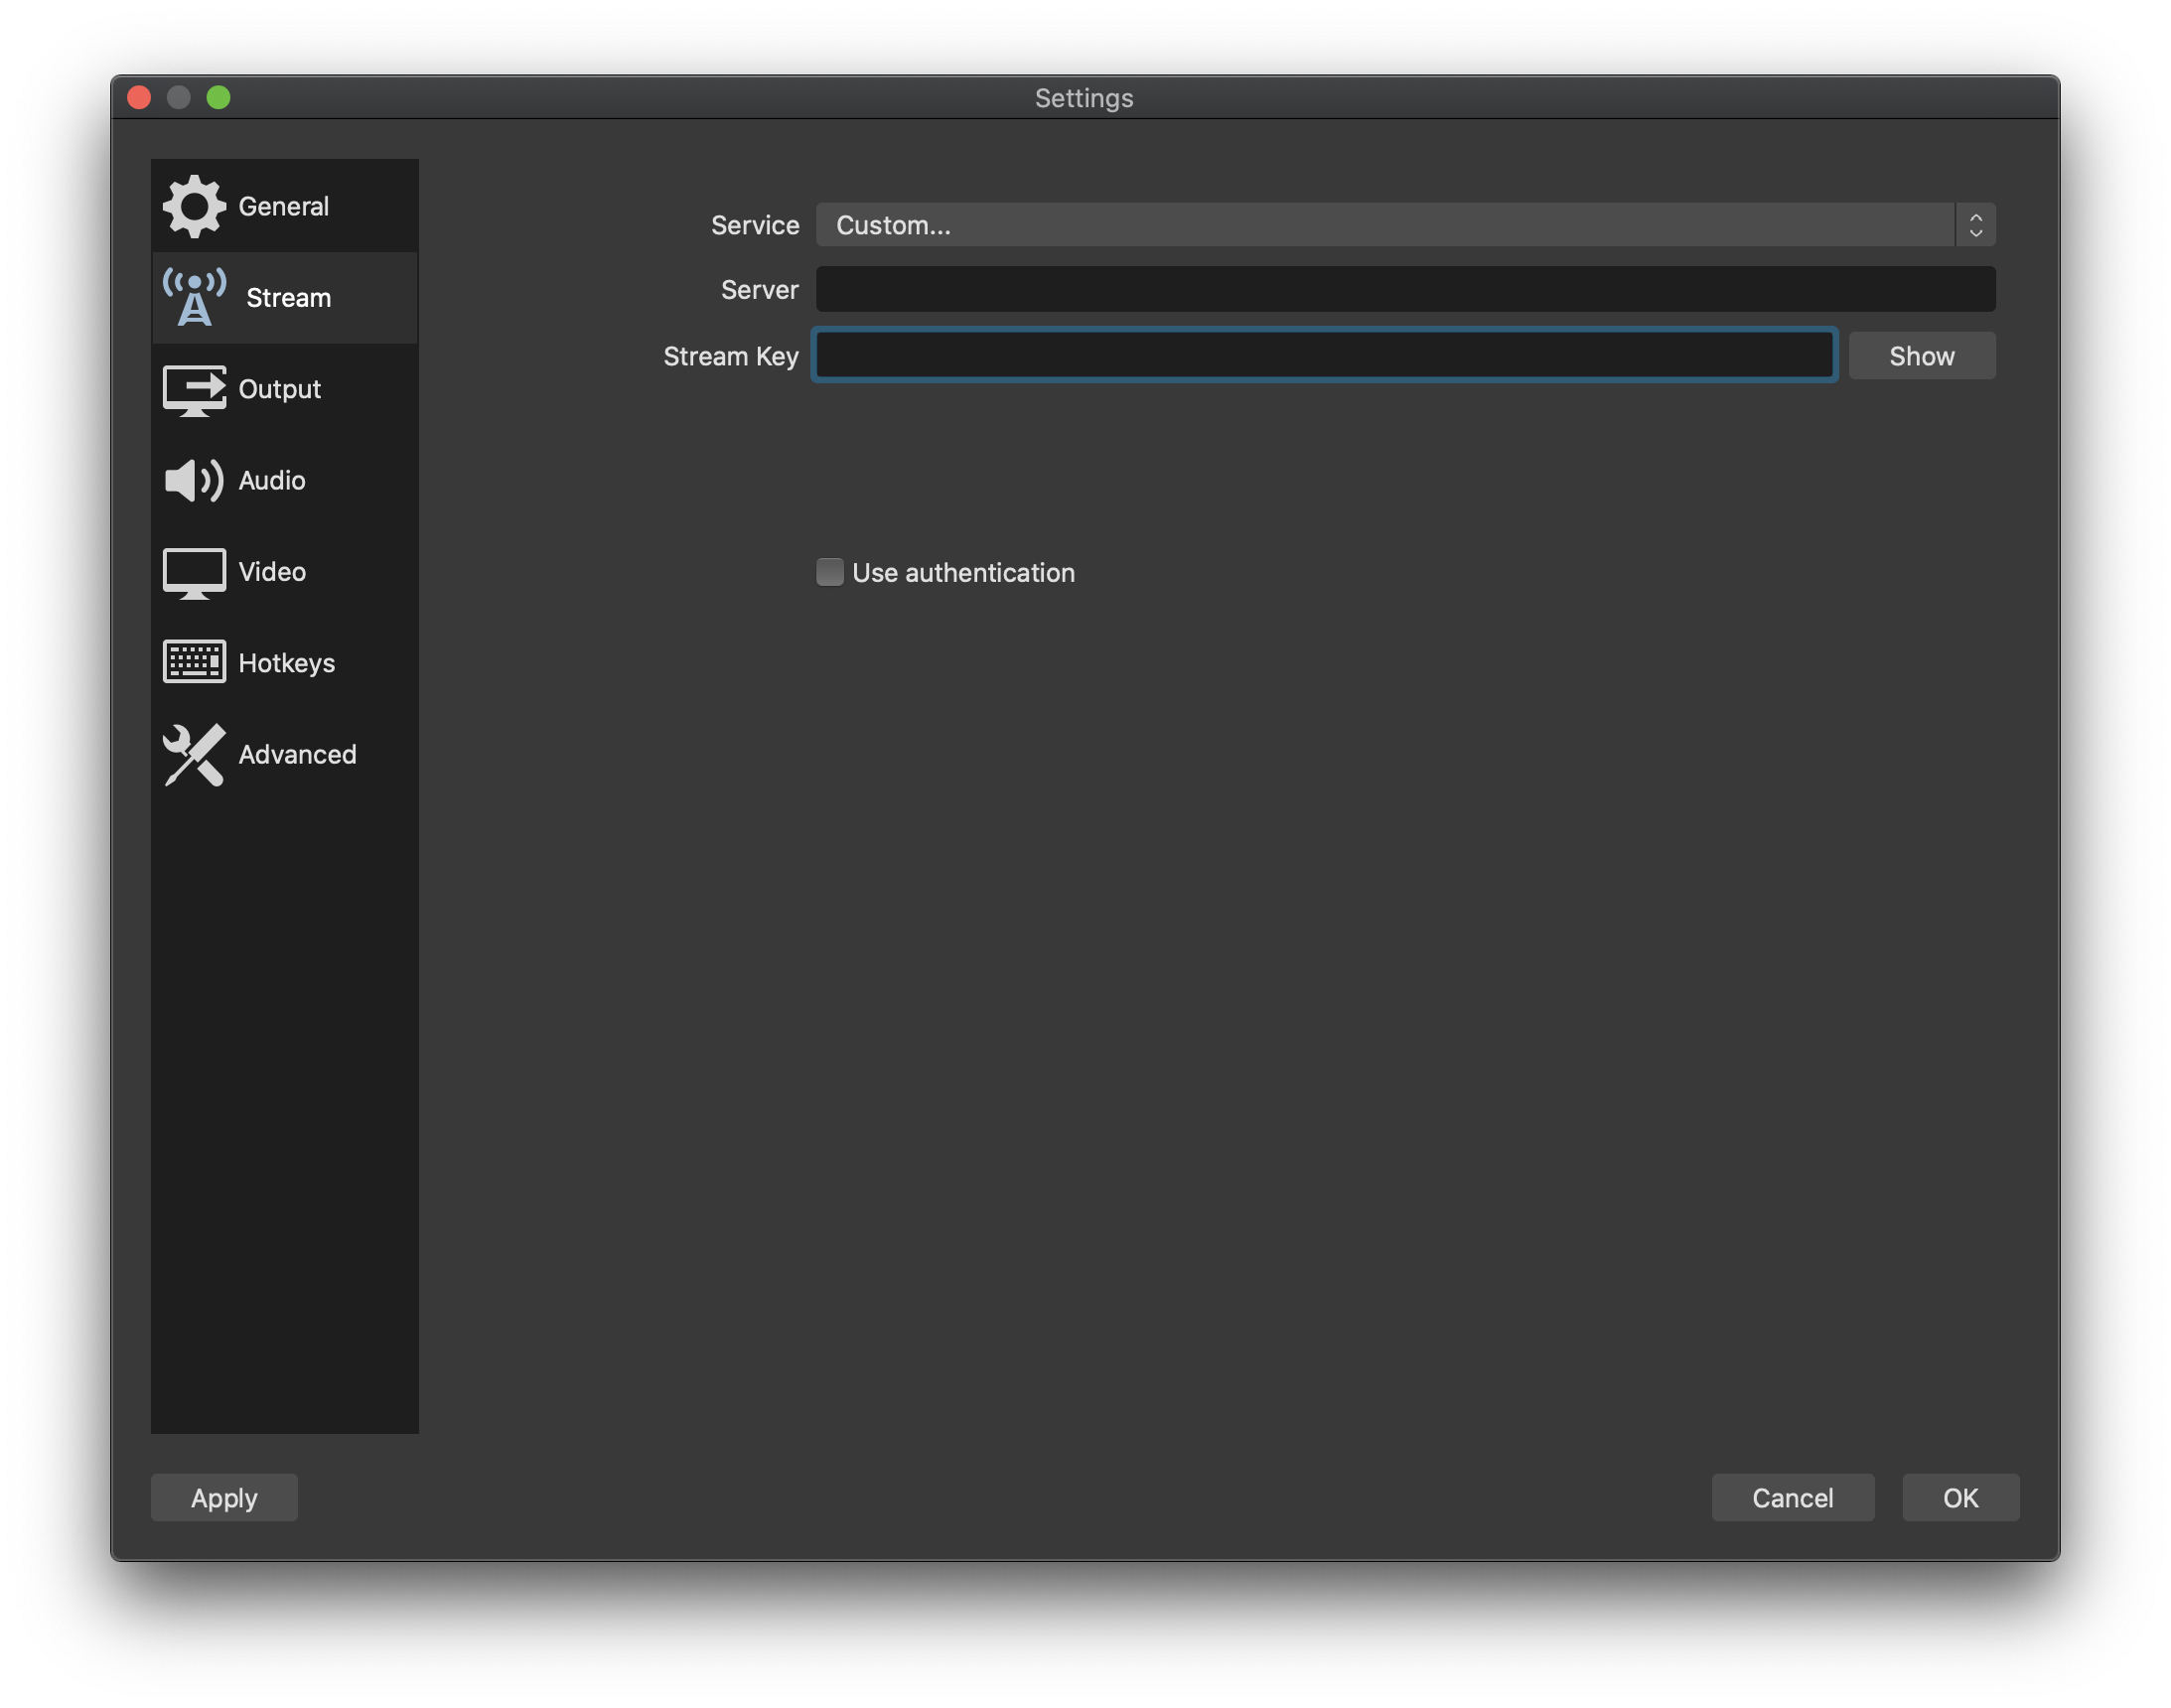 Settings
General
Stream
Output
Audio
Video
Hotkeys
Advanced
Service Custom...
Server
Stream Key Show
Use authentication
Apply Cancel OK